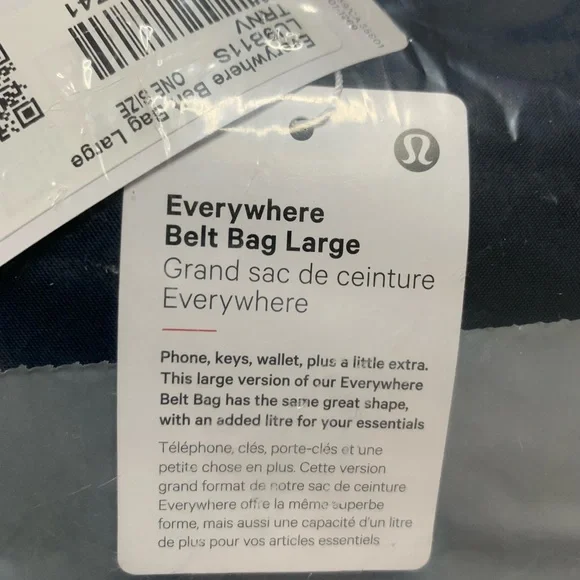 741
TRNV
LU9B11S
Everywhere Belt Bag Large
ONE SIZE
Everywhere
Belt Bag Large
Grand sac de ceinture
Everywhere
Phone, keys, wallet, plus a little extra.
This large version of our Everywhere
Belt Bag has the same great shape,
with an added litre for your essentials
Téléphone, clés, porte-clés et une
petite chose en plus. Cette version
grand format de notre sac de ceinture
Everywhere offre la même superbe
forme, mais aussi une capacité d'un litre
de plus pour vos articles essentiels